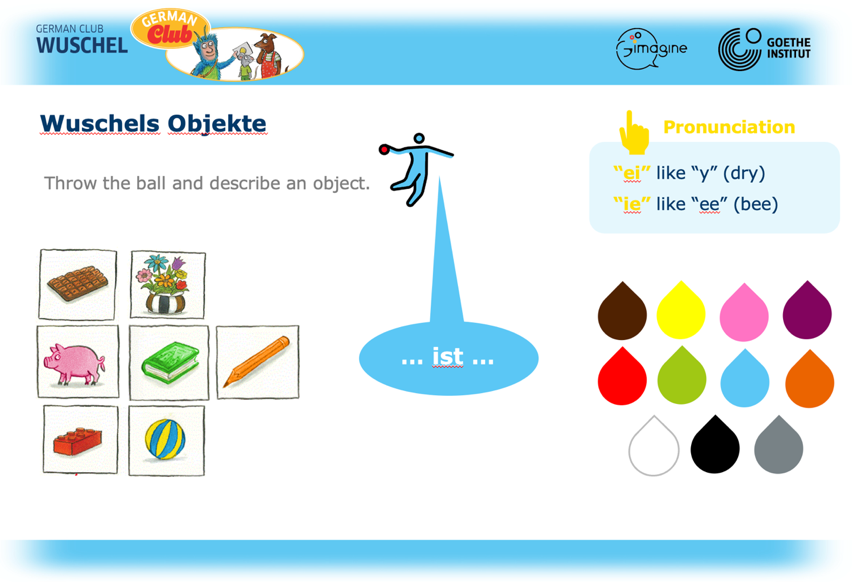 GERMAN CLUB
WUSCHEL
GERMAN
Club
Gimagine
GOETHE
INSTITUT
Wuschels Objekte
Throw the ball and describe an object.
Pronunciation
“ei” like “y” (dry)
“ie” like “ee” (bee)
... ist ...